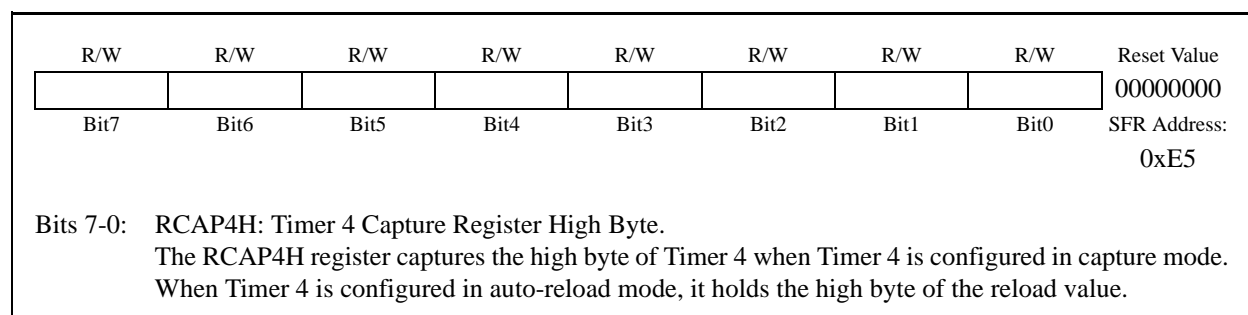 R/W R/W R/W R/W R/W R/W R/W R/W Reset Value
00000000
Bit7 Bit6 Bit5 Bit4 Bit3 Bit2 Bit1 Bit0 SFR Address:
0xE5
Bits 7-0: RCAP4H: Timer 4 Capture Register High Byte.
The RCAP4H register captures the high byte of Timer 4 when Timer 4 is configured in capture mode.
When Timer 4 is configured in auto-reload mode, it holds the high byte of the reload value.